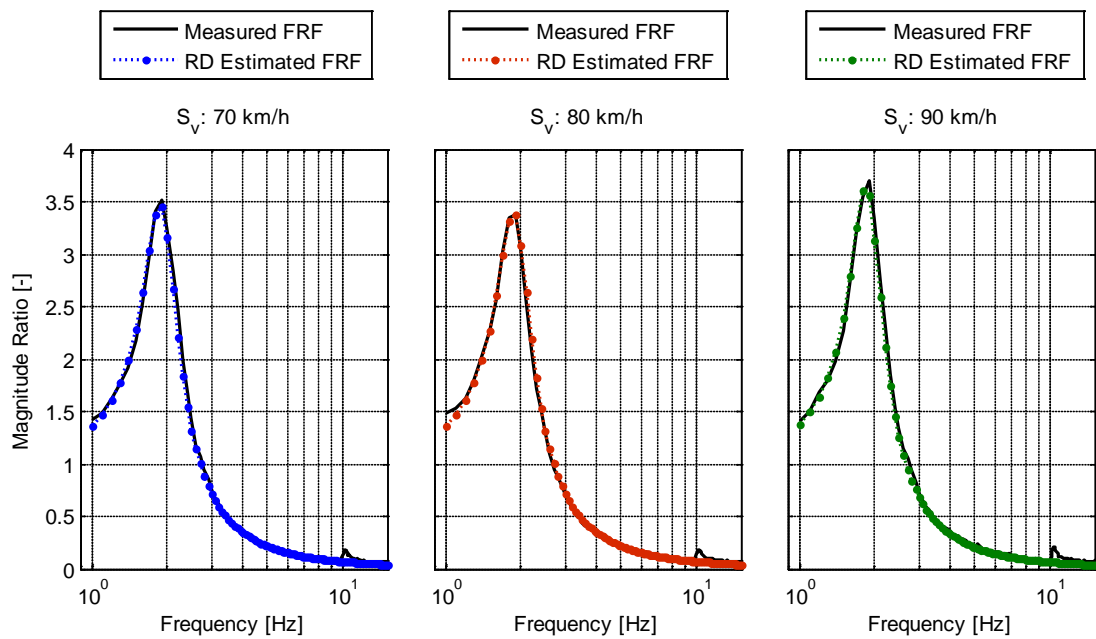 Measured FRF
RD Estimated FRF
Measured FRF
RD Estimated FRF
Measured FRF
RD Estimated FRF
S_v: 70 km/h
S_v: 80 km/h
S_v: 90 km/h
Magnitude Ratio [-]
4
3.5
3
2.5
2
1.5
1
0.5
0
10^0
10^1
10^0
10^1
10^0
10^1
Frequency [Hz]
Frequency [Hz]
Frequency [Hz]